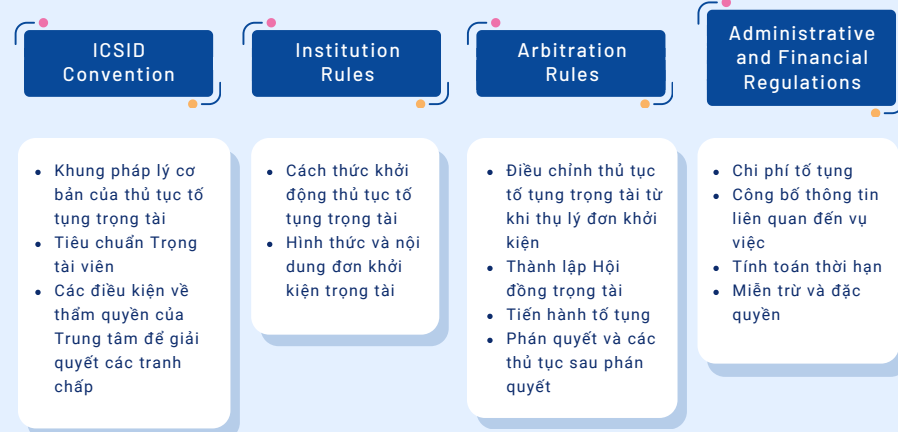 ICSID
Convention
Institution
Rules
Arbitration
Rules
Administrative
and Financial
Regulations
Khung pháp lý cơ
bản của thủ tục tố
tụng trọng tài
Tiêu chuẩn Trọng
tài viên
Các điều kiện về
thẩm quyền của
Trung tâm để giải
quyết các tranh
chấp
Cách thức khởi
động thủ tục tố
tụng trọng tài
Hình thức và nội
dung đơn khởi
kiện trọng tài
Điều chỉnh thủ tục
tố tụng trọng tài từ
khi thụ lý đơn khởi
kiện
Thành lập Hội
đồng trọng tài
Tiến hành tố tụng
Phán quyết và các
thủ tục sau phán
quyết
Chi phí tố tụng
Công bố thông tin
liên quan đến vụ
việc
Tính toán thời hạn
Miễn trừ và đặc
quyền